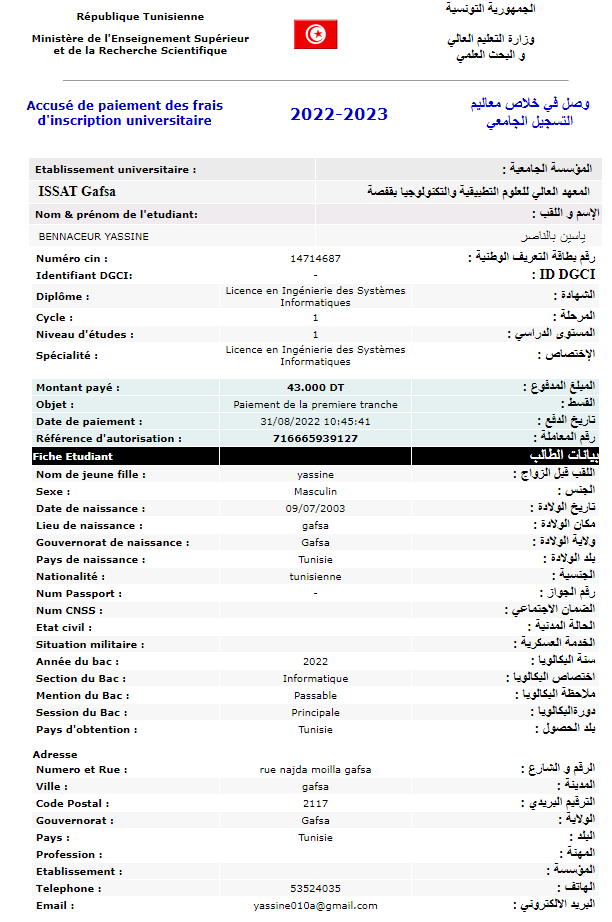 République Tunisienne
الجمهورية التونسية
Ministère de l'Enseignement Supérieur
et de la Recherche Scientifique
وزارة التعليم العالي
و البحث العلمي
Accusé de paiement des frais
d'inscription universitaire
2022-2023
وصل في خلاص معاليم
التسجيل الجامعي
Etablissement universitaire : المؤسسة الجامعية :
ISSAT Gafsa المعهد العالي للعلوم التطبيقية والتكنولوجيا بقفصة
Nom & prénom de l'etudiant: الإسم و اللقب :
BENNACEUR YASSINE ياسين بالناصر
Numéro cin : 14714687 رقم بطاقة التعريف الوطنية :
Identifiant DGCI: - ID DGCI :
Diplôme : Licence en Ingénierie des Systèmes
Informatiques الشهادة :
Cycle : 1 المرحلة :
Niveau d'études : 1 المستوى الدراسي :
Spécialité : Licence en Ingénierie des Systèmes
Informatiques الإختصاص :
Montant payé : 43.000 DT المبلغ المدفوع :
Objet : Paiement de la premiere tranche القسط :
Date de paiement : 31/08/2022 10:45:41 تاريخ الدفع :
Référence d'autorisation : 716665939127 رقم المعاملة :
Fiche Etudiant بيانات الطالب
Nom de jeune fille : yassine اللقب قبل الزواج :
Sexe : Masculin الجنس :
Date de naissance : 09/07/2003 تاريخ الولادة :
Lieu de naissance : gafsa مكان الولادة :
Gouvernorat de naissance : Gafsa ولاية الولادة :
Pays de naissance : Tunisie بلد الولادة :
Nationalité : tunisienne الجنسية :
Num Passport : - رقم الجواز :
Num CNSS : الضمان الاجتماعي :
Etat civil : الحالة المدنية :
Situation militaire : الخدمة العسكرية :
Année du bac : 2022 سنة البكالويا :
Section du Bac : Informatique اختصاص البكالويا :
Mention du Bac : Passable ملاحظة البكالويا :
Session du Bac : Principale دورةالبكالويا :
Pays d'obtention : Tunisie بلد الحصول :
Adresse
Numero et Rue : rue najda moilla gafsa الرقم و الشارع :
Ville : gafsa المدينة :
Code Postal : 2117 الترقيم البريدي :
Gouvernorat : Gafsa الولاية :
Pays : Tunisie البلد :
Profession : المهنة :
Etablissement : المؤسسة :
Telephone : 53524035 الهاتف :
Email : yassine010a@gmail.com البريد الالكتروني :